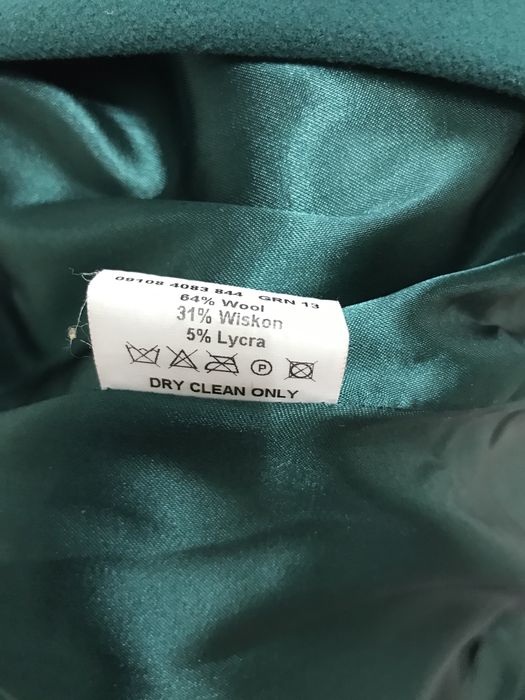 09108 4083 844 GRN 13
64% Wool
31% Wiskon
5% Lycra
P
DRY CLEAN ONLY